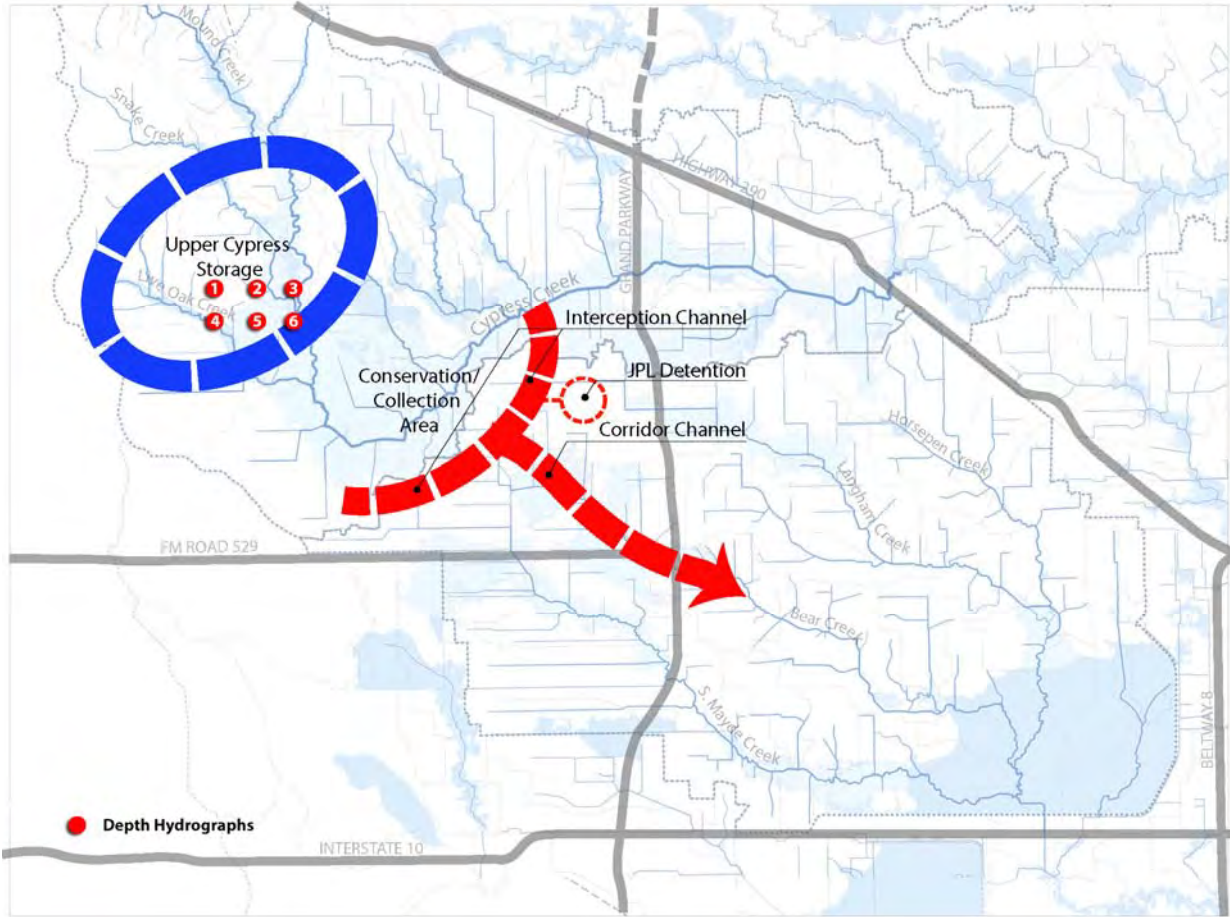 Mound Creek
Snake Creek
HIGHWAY 290
GRAND PARKWAY
Upper Cypress
Storage
1 2 3
Live Oak Creek
4 5 6
Cypress Creek
Interception Channel
Conservation/
Collection
Area
JPL Detention
Corridor Channel
Horsepen Creek
Langham Creek
FM ROAD 529
Bear Creek
S. Mayde Creek
BELTWAY 8
Depth Hydrographs
INTERSTATE 10